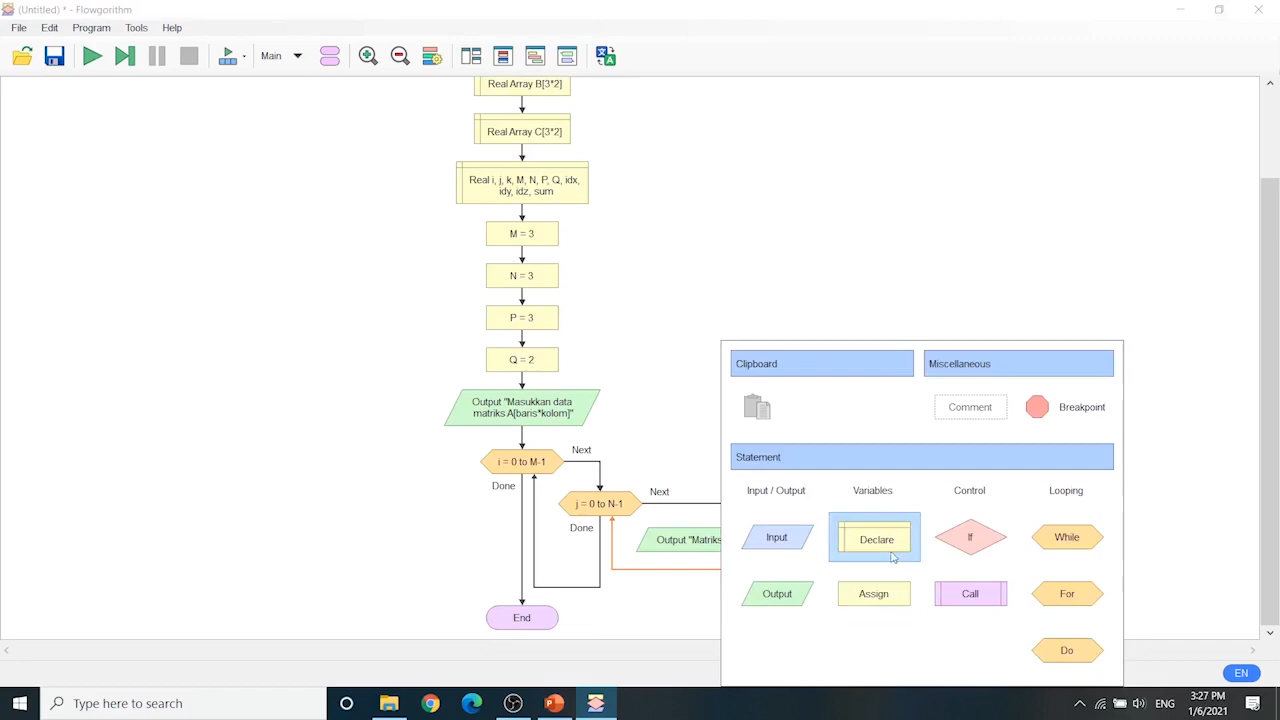 (Untitled) * - Flowgorithm
File Edit Program Tools Help
Main
Real Array B[3*2]
Real Array C[3*2]
Real i, j, k, M, N, P, Q, idx,
idy, idz, sum
M = 3
N = 3
P = 3
Q = 2
Output "Masukkan data
matriks A[baris*kolom]"
i = 0 to M-1
Next
Done
j = 0 to N-1
Next
Done
Output "Matriks
End
Clipboard
Miscellaneous
Comment
Breakpoint
Statement
Input / Output
Variables
Control
Looping
Input
Declare
If
While
Output
Assign
Call
For
Do
EN
Type here to search
ENG
3:27 PM
1/6/2021